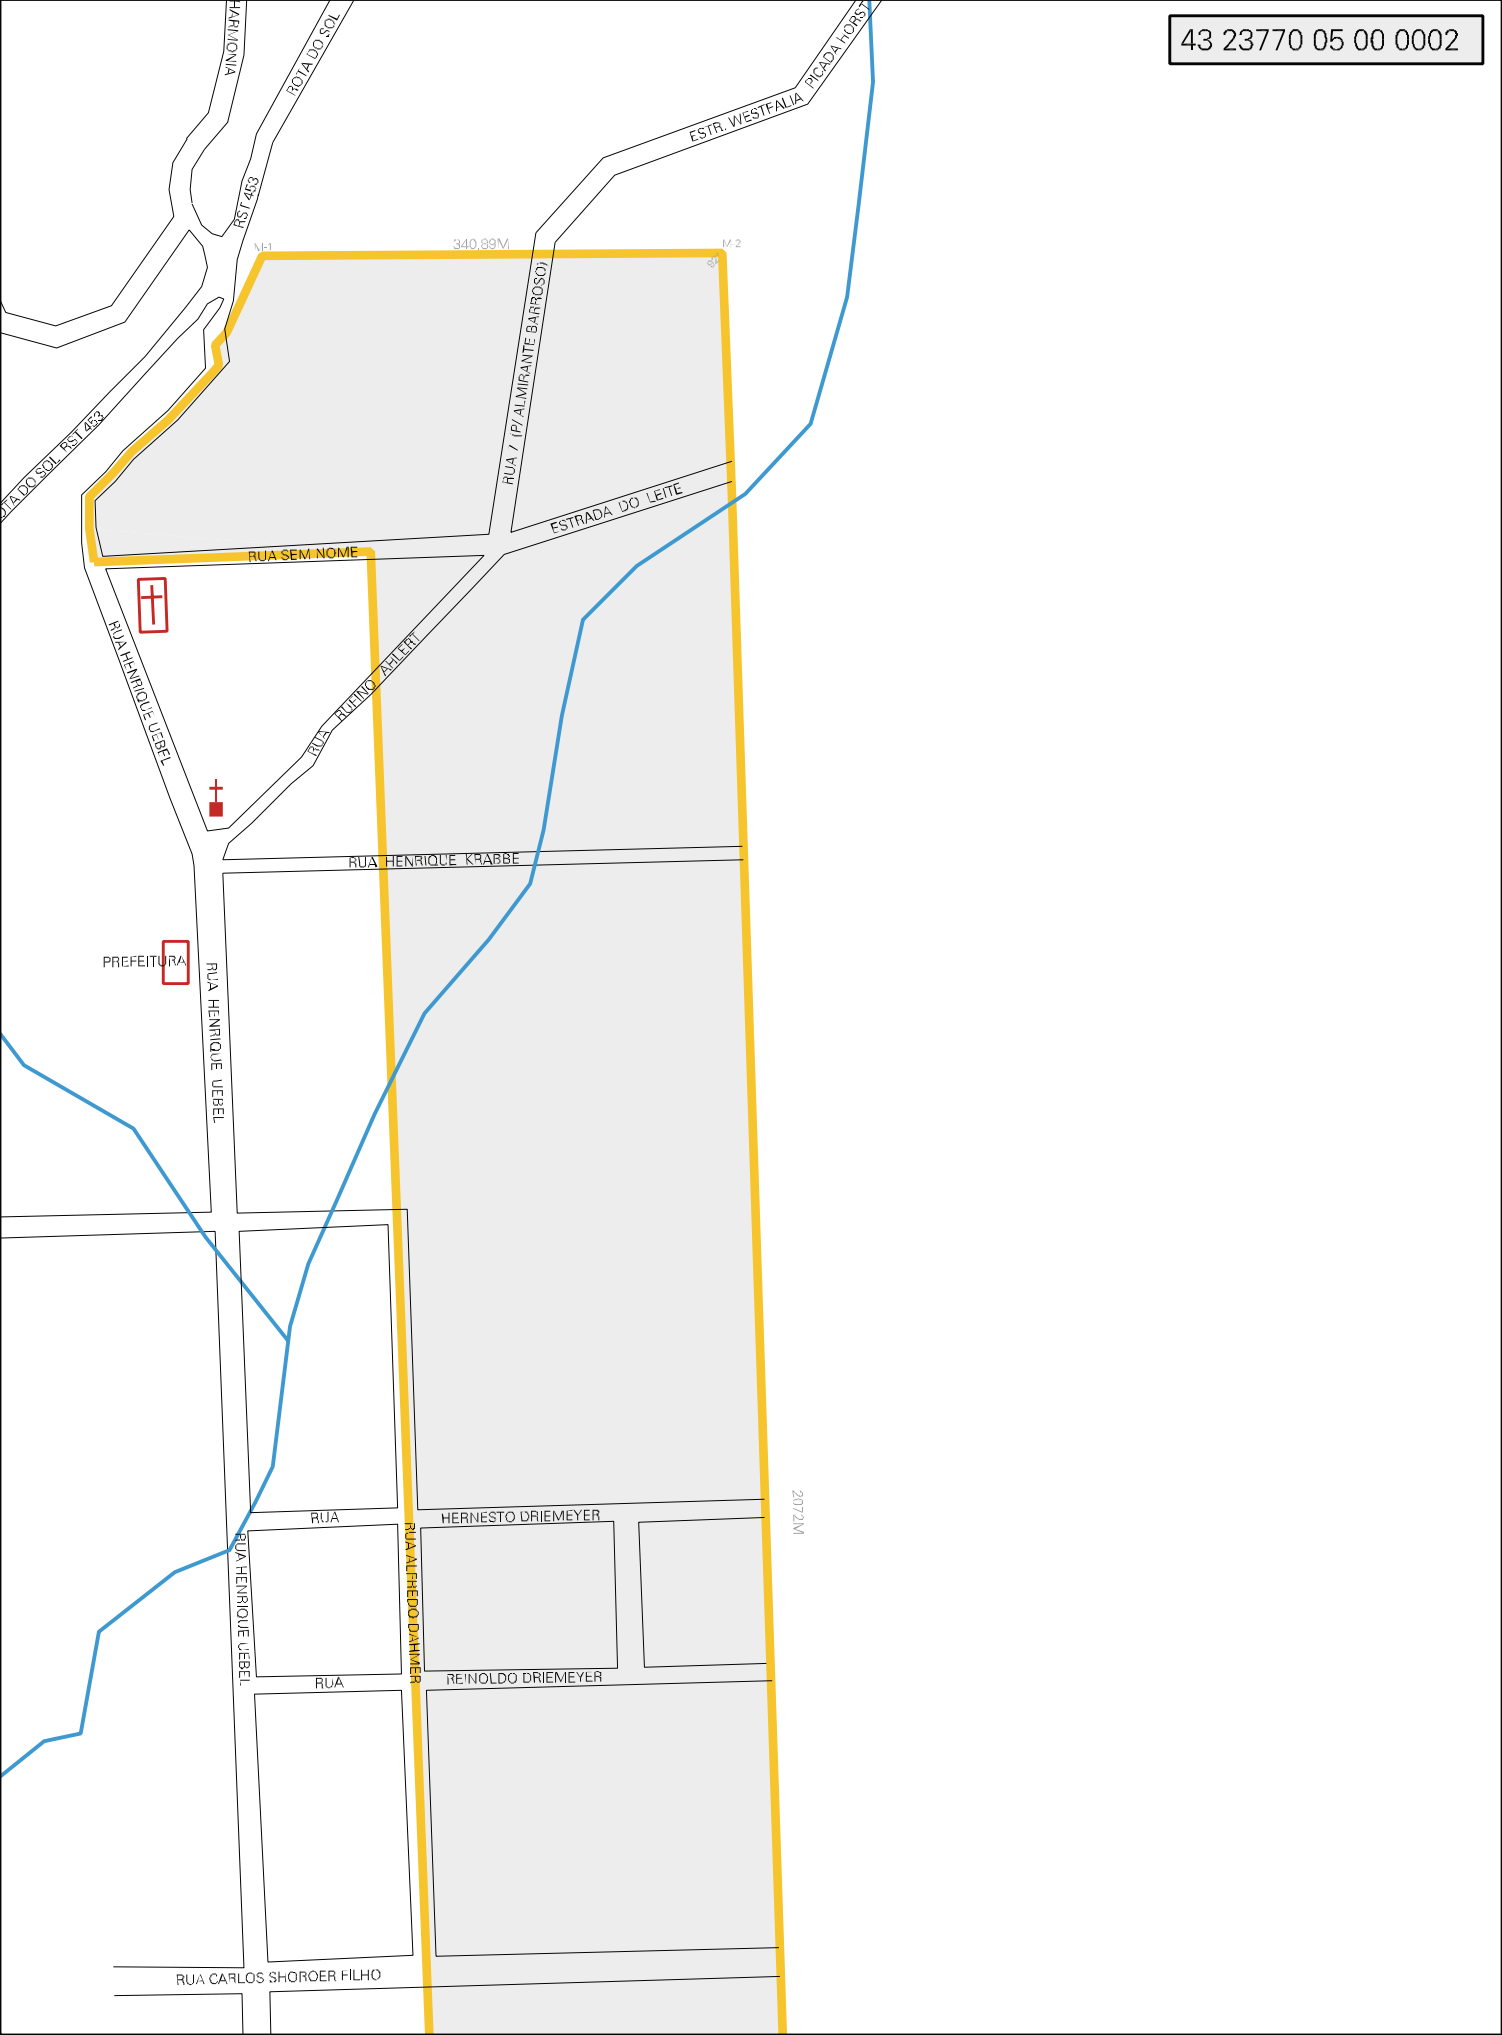 43 23770 05 00 0002
HARMONIA
ROTA DO SOL
PICADA HORST
ESTR. WESTFALIA
RST 453
M-1
340,89M
M-2
RUA / (P/ ALMIRANTE BARROSO)
ROTA DO SOL RST 453
ESTRADA DO LEITE
RUA SEM NOME
RUA HENRIQUE UEBEL
RUA RUFINO AHLERT
RUA HENRIQUE KRABBE
PREFEITURA
RUA HENRIQUE UEBEL
2072M
RUA HERNESTO DRIEMEYER
RUA HENRIQUE UEBEL
RUA ALFREDO DAHMER
RUA REINOLDO DRIEMEYER
RUA CARLOS SHOROER FILHO